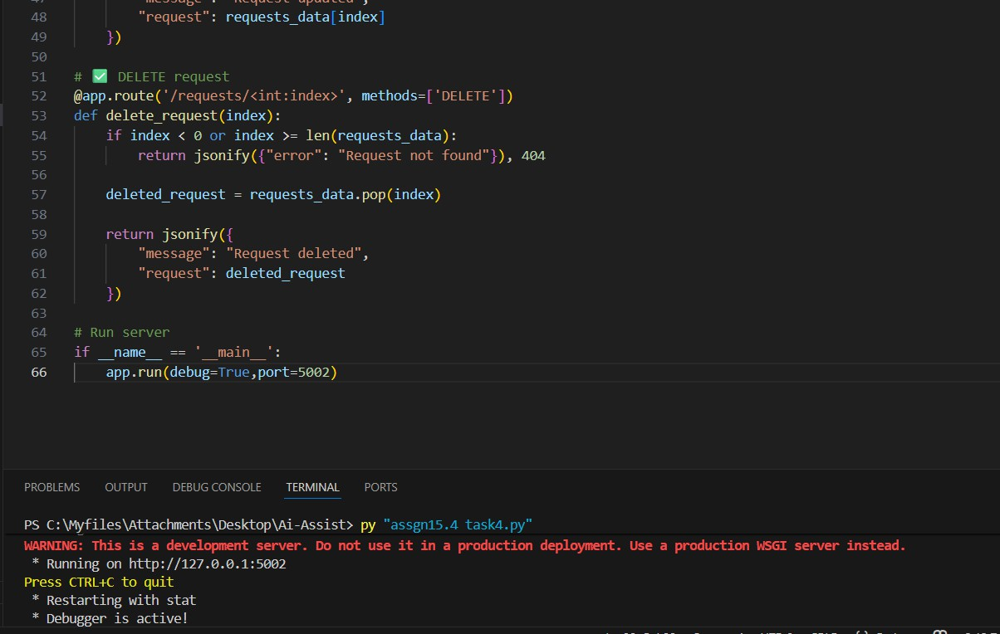 47 "message": "Request updated",
48 "request": requests_data[index]
49 })
50
51 # ✅ DELETE request
52 @app.route('/requests/<int:index>', methods=['DELETE'])
53 def delete_request(index):
54 if index < 0 or index >= len(requests_data):
55 return jsonify({"error": "Request not found"}), 404
56
57 deleted_request = requests_data.pop(index)
58
59 return jsonify({
60 "message": "Request deleted",
61 "request": deleted_request
62 })
63
64 # Run server
65 if __name__ == '__main__':
66 app.run(debug=True,port=5002)
PROBLEMS OUTPUT DEBUG CONSOLE TERMINAL PORTS
PS C:\Myfiles\Attachments\Desktop\Ai-Assist> py "assgn15.4 task4.py"
WARNING: This is a development server. Do not use it in a production deployment. Use a production WSGI server instead.
* Running on http://127.0.0.1:5002
Press CTRL+C to quit
* Restarting with stat
* Debugger is active!